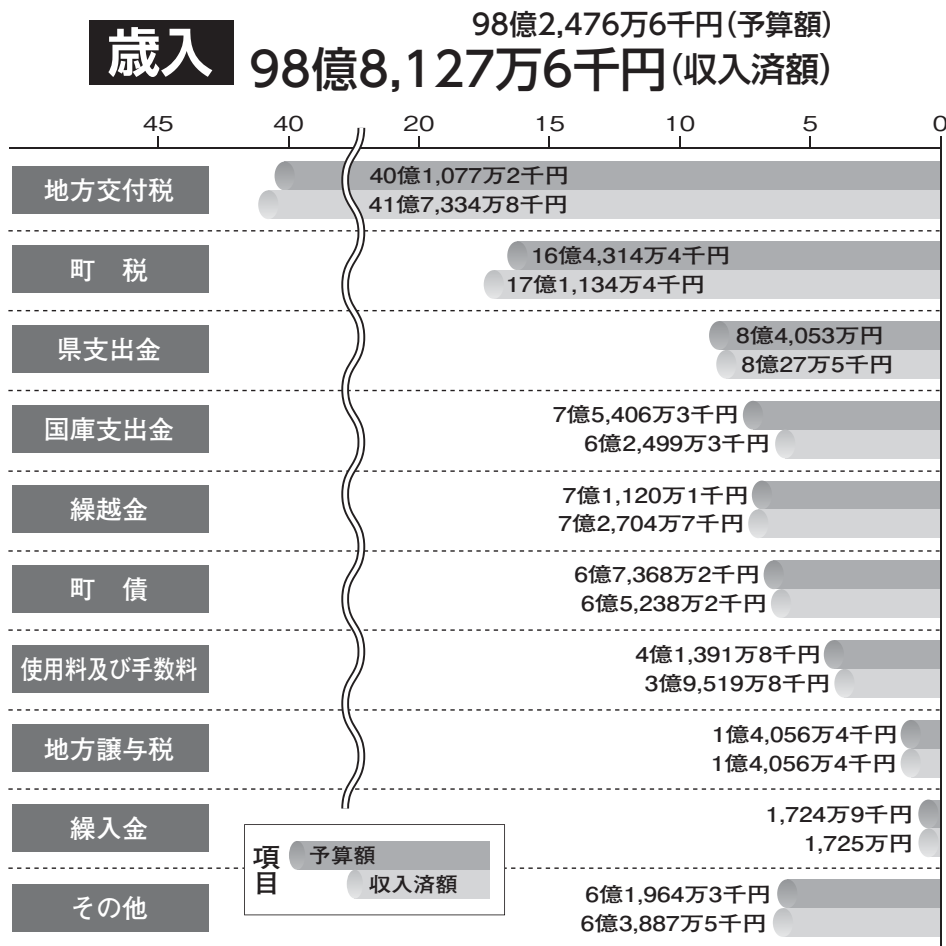 歳入
98億2,476万6千円(予算額)
98億8,127万6千円(収入済額)
45 40 20 15 10 5 0
地方交付税
40億1,077万2千円
41億7,334万8千円
町 税
16億4,314万4千円
17億1,134万4千円
県支出金
8億4,053万円
8億27万5千円
国庫支出金
7億5,406万3千円
6億2,499万3千円
繰越金
7億1,120万1千円
7億2,704万7千円
町 債
6億7,368万2千円
6億5,238万2千円
使用料及び手数料
4億1,391万8千円
3億9,519万8千円
地方譲与税
1億4,056万4千円
1億4,056万4千円
繰入金
1,724万9千円
1,725万円
その他
6億1,964万3千円
6億3,887万5千円
項目
予算額
収入済額